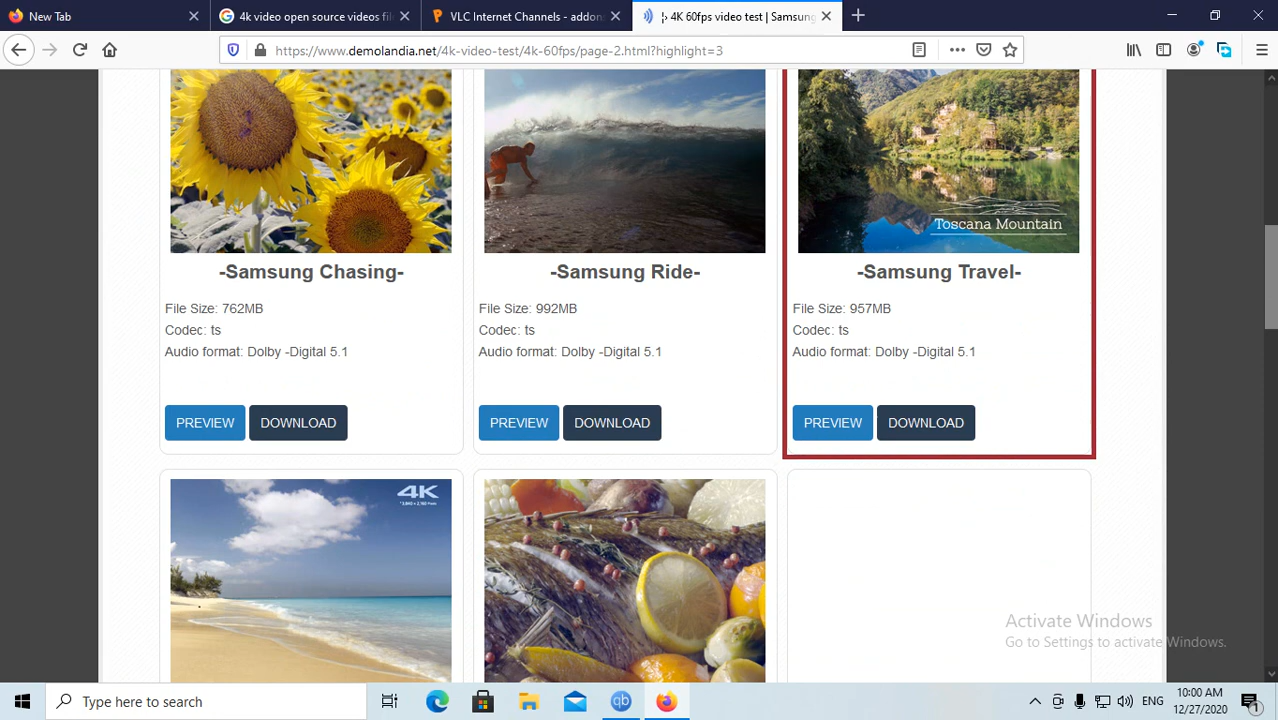 New Tab
4k video open source videos fil
VLC Internet Channels - addon
4K 60fps video test | Samsung
https://www.demolandia.net/4k-video-test/4k-60fps/page-2.html?highlight=3
Toscana Mountain
-Samsung Chasing-
File Size: 762MB
Codec: ts
Audio format: Dolby -Digital 5.1
PREVIEW
DOWNLOAD
-Samsung Ride-
File Size: 992MB
Codec: ts
Audio format: Dolby -Digital 5.1
PREVIEW
DOWNLOAD
-Samsung Travel-
File Size: 957MB
Codec: ts
Audio format: Dolby -Digital 5.1
PREVIEW
DOWNLOAD
4K
Activate Windows
Go to Settings to activate Windows.
Type here to search
qb
ENG
10:00 AM
12/27/2020
1